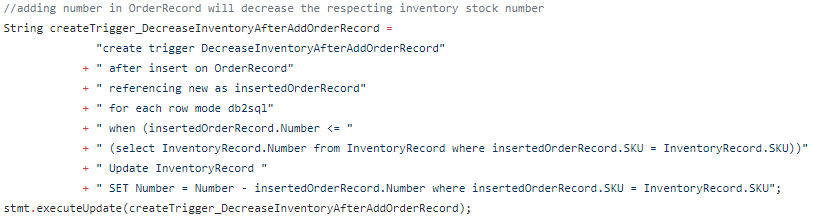 //adding number in OrderRecord will decrease the respecting inventory stock number
String createTrigger_DecreaseInventoryAfterAddOrderRecord =
"create trigger DecreaseInventoryAfterAddOrderRecord"
+ " after insert on OrderRecord"
+ " referencing new as insertedOrderRecord"
+ " for each row mode db2sql"
+ " when (insertedOrderRecord.Number <= "
+ " (select InventoryRecord.Number from InventoryRecord where insertedOrderRecord.SKU = InventoryRecord.SKU))"
+ " Update InventoryRecord "
+ " SET Number = Number - insertedOrderRecord.Number where insertedOrderRecord.SKU = InventoryRecord.SKU";
stmt.executeUpdate(createTrigger_DecreaseInventoryAfterAddOrderRecord);